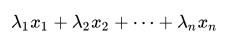 λ₁x₁ + λ₂x₂ + ⋯ + λₙxₙ